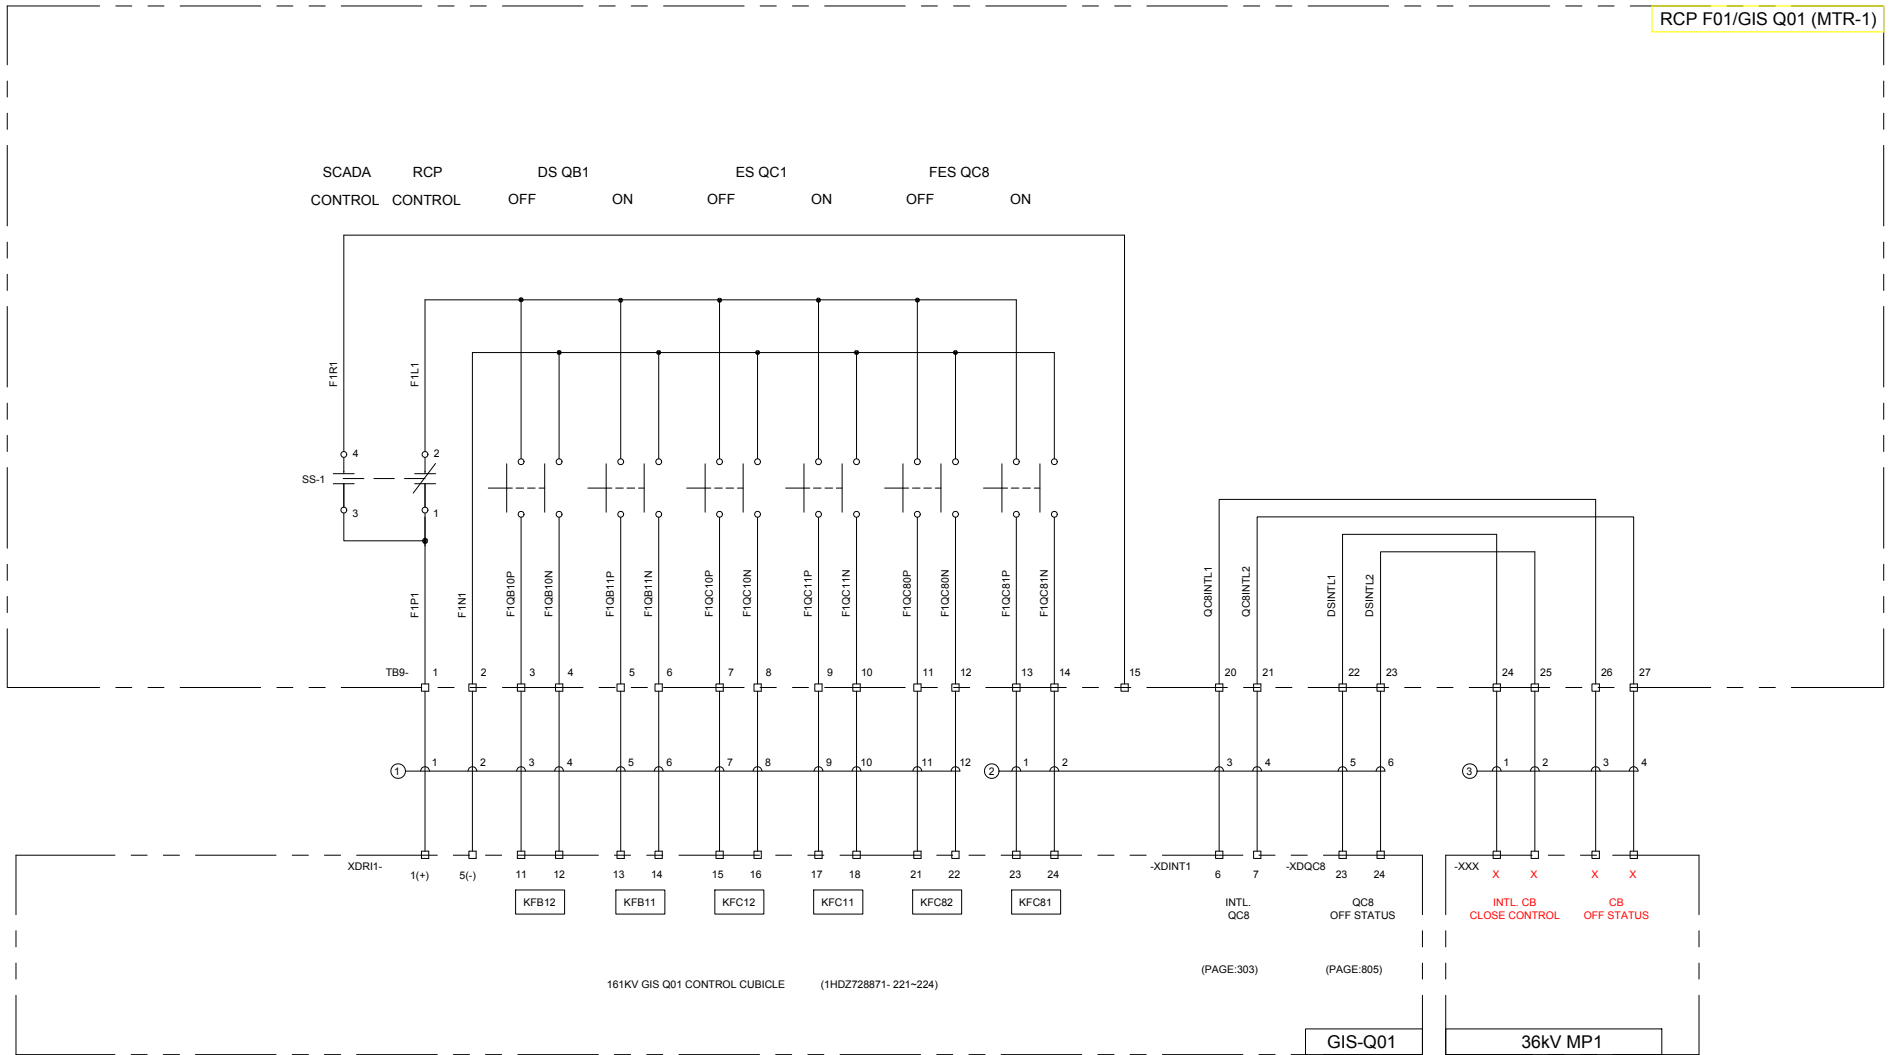 RCP F01/GIS Q01 (MTR-1)
SCADA RCP DS QB1 ES QC1 FES QC8
CONTROL CONTROL OFF ON OFF ON OFF ON
F1R1 F1L1
4 2
SS-1
3 1
F1P1 F1N1 F1QB10P F1QB10N F1QB11P F1QB11N F1QC10P F1QC10N F1QC11P F1QC11N F1QC80P F1QC80N F1QC81P F1QC81N QC8INTL1 QC8INTL2 DSINTL1 DSINTL2
TB9- 1 2 3 4 5 6 7 8 9 10 11 12 13 14 15 20 21 22 23 24 25 26 27
1 1 2 3 4 5 6 7 8 9 10 11 12 2 1 2 3 4 5 6 3 1 2 3 4
XDRI1- 1(+) 5(-) 11 12 13 14 15 16 17 18 21 22 23 24 -XDINT1 6 7 -XDQC8 23 24 -XXX X X X X
KFB12 KFB11 KFC12 KFC11 KFC82 KFC81
INTL. QC8 INTL. CB CB
QC8 OFF STATUS CLOSE CONTROL OFF STATUS
(PAGE:303) (PAGE:805)
161KV GIS Q01 CONTROL CUBICLE (1HDZ728871- 221~224)
GIS-Q01 36kV MP1